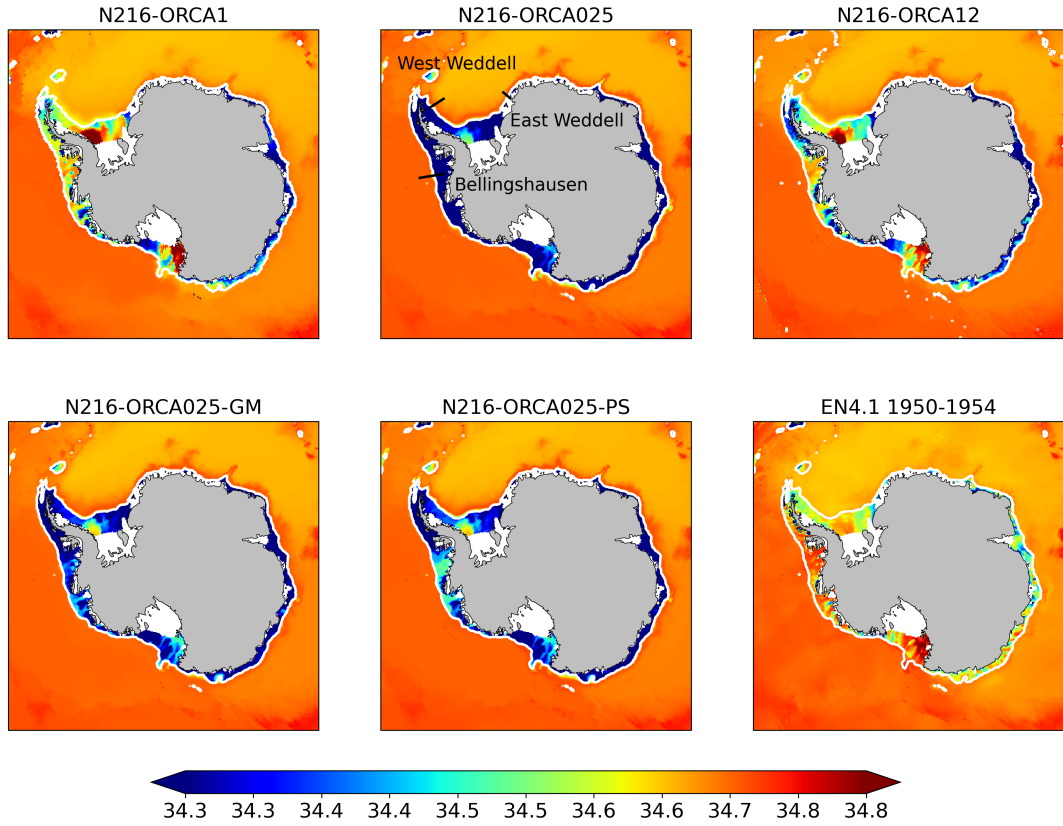 N216-ORCA1 N216-ORCA025 N216-ORCA12
West Weddell
East Weddell
Bellingshausen
N216-ORCA025-GM N216-ORCA025-PS EN4.1 1950-1954
34.3 34.3 34.4 34.4 34.5 34.5 34.6 34.6 34.7 34.8 34.8